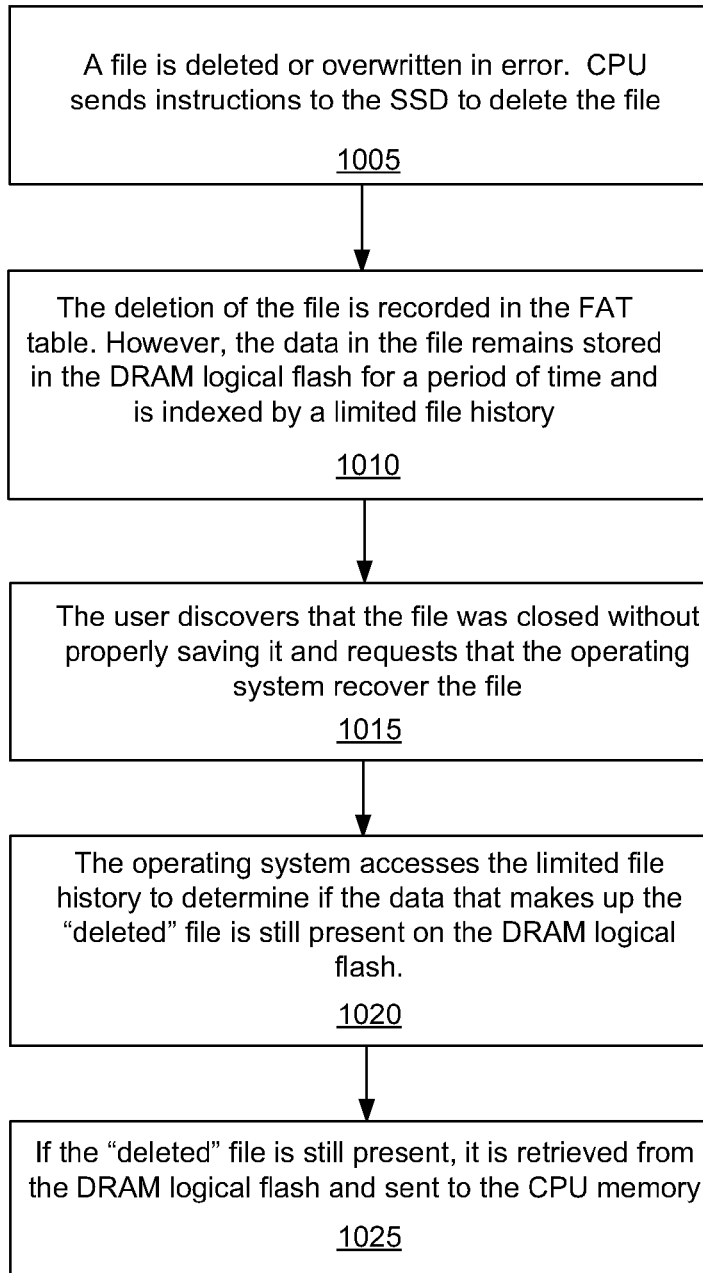 A file is deleted or overwritten in error. CPU
sends instructions to the SSD to delete the file
1005
The deletion of the file is recorded in the FAT
table. However, the data in the file remains stored
in the DRAM logical flash for a period of time and
is indexed by a limited file history
1010
The user discovers that the file was closed without
properly saving it and requests that the operating
system recover the file
1015
The operating system accesses the limited file
history to determine if the data that makes up the
“deleted” file is still present on the DRAM logical
flash.
1020
If the “deleted” file is still present, it is retrieved from
the DRAM logical flash and sent to the CPU memory
1025